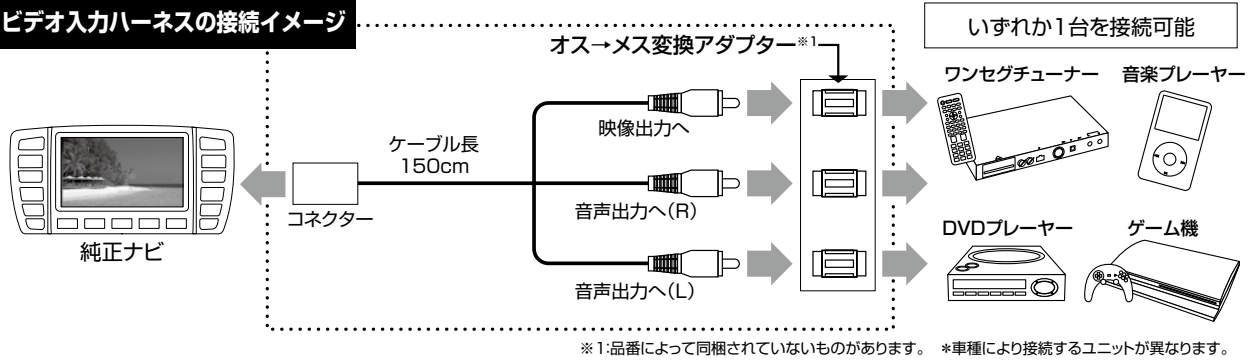 ビデオ入力ハーネスの接続イメージ
オス→メス変換アダプター※1
いずれか1台を接続可能
ワンセグチューナー
音楽プレーヤー
映像出力へ
ケーブル長
150cm
コネクター
音声出力へ(R)
純正ナビ
DVDプレーヤー
ゲーム機
音声出力へ(L)
※1:品番によって同梱されていないものがあります。 *車種により接続するユニットが異なります。